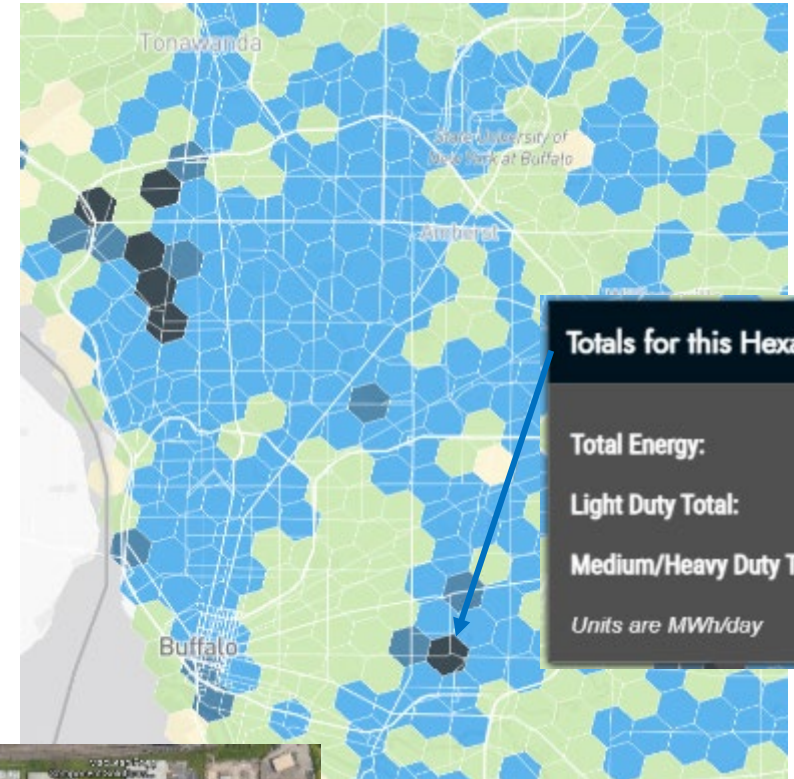 Tonawanda
State University of
New York at Buffalo
Amherst
Totals for this Hexa
Total Energy:
Light Duty Total:
Medium/Heavy Duty T
Units are MWh/day
Buffalo